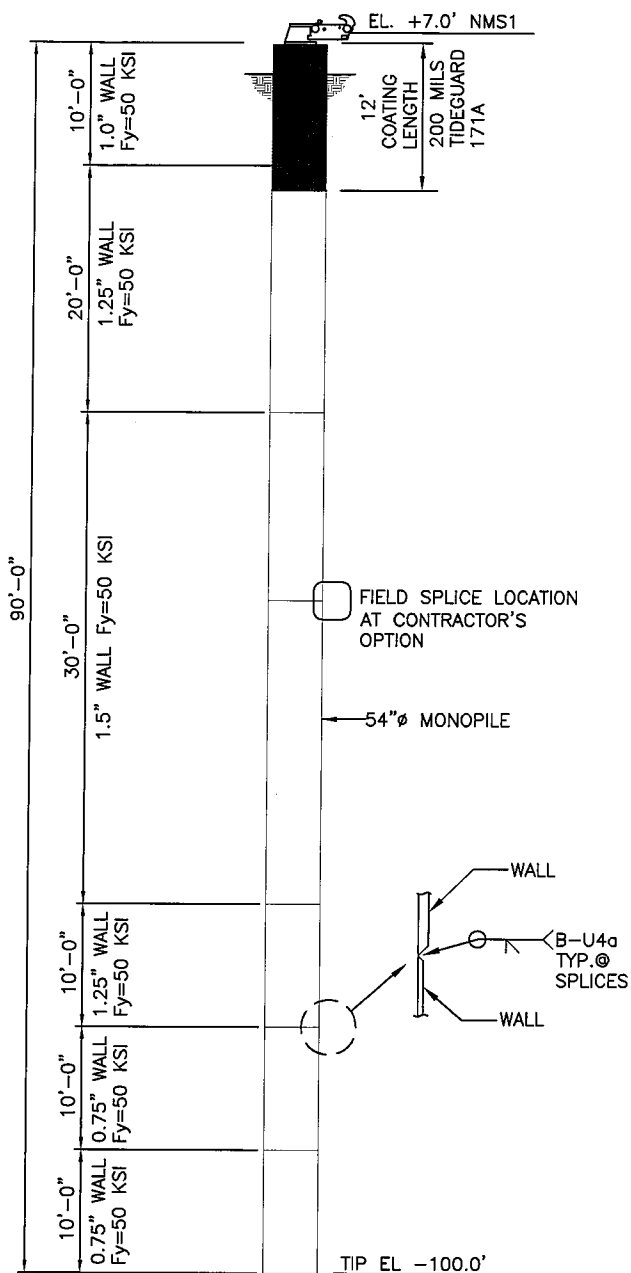 EL. +7.0' NMS1
10'-0"
1.0" WALL
Fy=50 KSI
12'
COATING
LENGTH
200 MILS
TIDEGUARD
171A
20'-0"
1.25" WALL
Fy=50 KSI
90'-0"
30'-0"
1.5" WALL Fy=50 KSI
FIELD SPLICE LOCATION
AT CONTRACTOR'S
OPTION
54"ø MONOPILE
WALL
B-U4a
TYP.@
SPLICES
WALL
10'-0"
1.25" WALL
Fy=50 KSI
10'-0"
0.75" WALL
Fy=50 KSI
10'-0"
0.75" WALL
Fy=50 KSI
TIP EL -100.0'